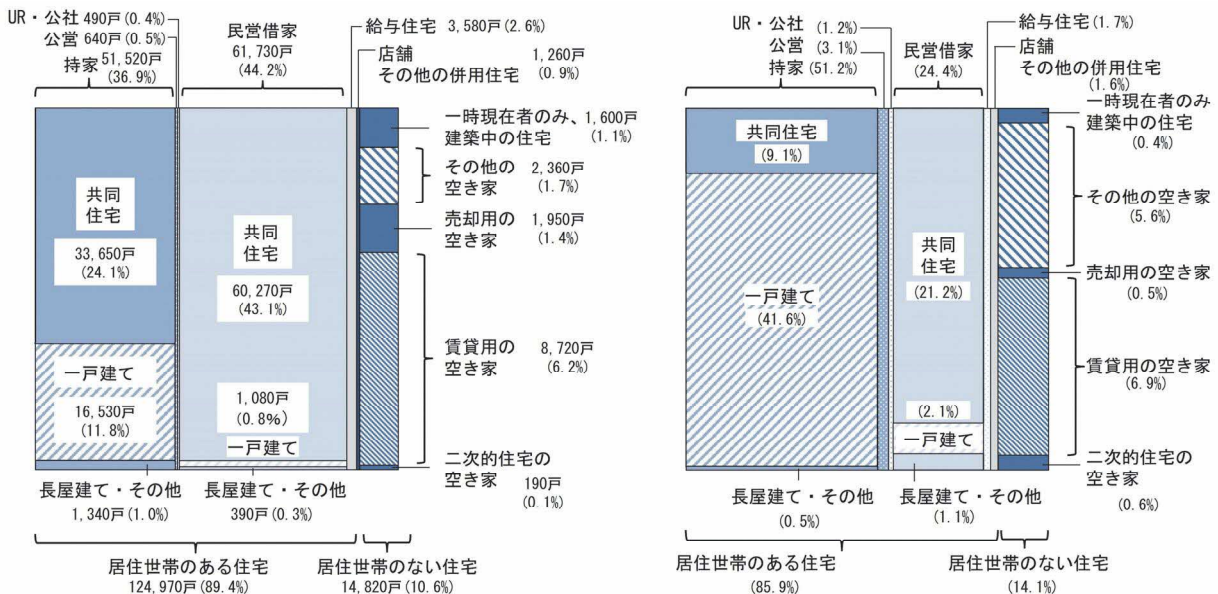 UR・公社 490戸(0.4%)
公営 640戸(0.5%)
持家 51,520戸
(36.9%)
民営借家
61,730戸
(44.2%)
給与住宅 3,580戸(2.6%)
店舗
その他の併用住宅
1,260戸
(0.9%)
共同
住宅
33,650戸
(24.1%)
一戸建て
16,530戸
(11.8%)
共同
住宅
60,270戸
(43.1%)
1,080戸
(0.8%)
一戸建て
一時現在者のみ、
建築中の住宅
1,600戸
(1.1%)
その他の
空き家
2,360戸
(1.7%)
売却用の
空き家
1,950戸
(1.4%)
賃貸用の
空き家
8,720戸
(6.2%)
二次的住宅の
空き家
190戸
(0.1%)
長屋建て・その他
1,340戸(1.0%)
長屋建て・その他
390戸(0.3%)
居住世帯のある住宅
124,970戸(89.4%)
居住世帯のない住宅
14,820戸(10.6%)
UR・公社 (1.2%)
公営 (3.1%)
持家 (51.2%)
民営借家
(24.4%)
給与住宅(1.7%)
店舗
その他の併用住宅
(1.6%)
共同住宅
(9.1%)
一戸建て
(41.6%)
共同
住宅
(21.2%)
(2.1%)
一戸建て
一時現在者のみ
建築中の住宅
(0.4%)
その他の空き家
(5.6%)
売却用の空き家
(0.5%)
賃貸用の空き家
(6.9%)
二次的住宅の
空き家
(0.6%)
長屋建て・その他
(0.5%)
長屋建て・その他
(1.1%)
居住世帯のある住宅
(85.9%)
居住世帯のない住宅
(14.1%)